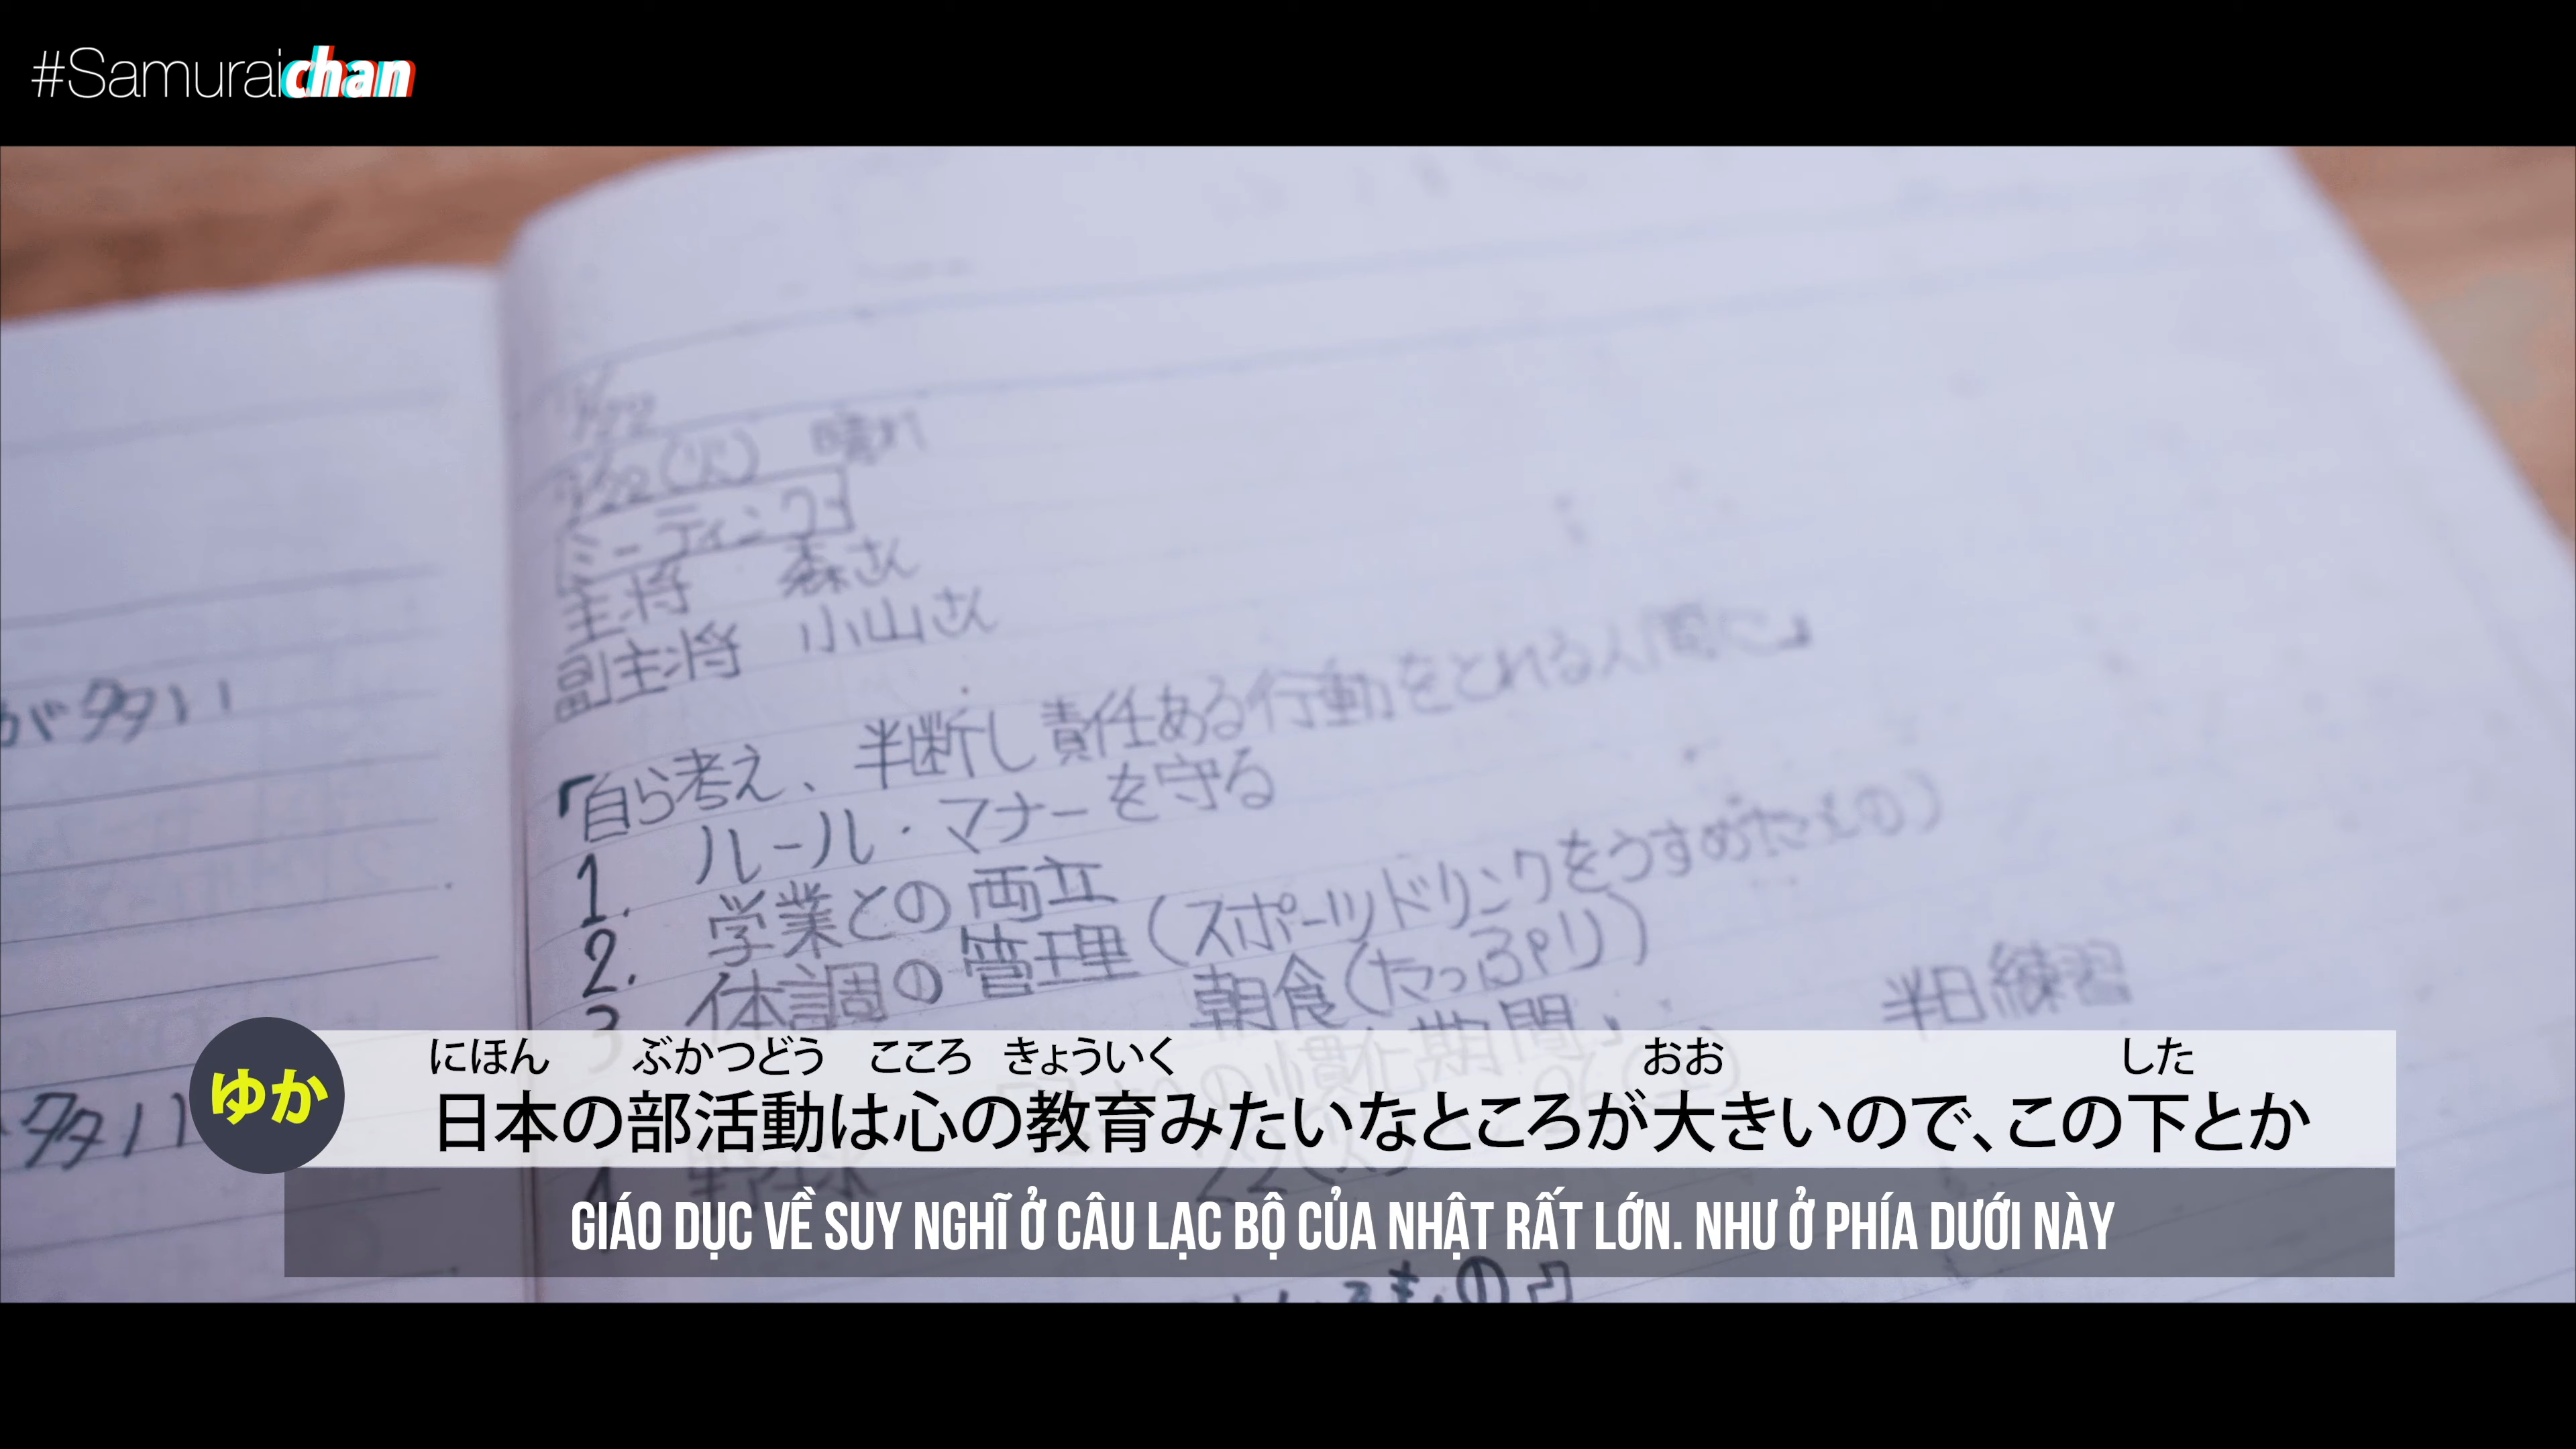 #Samuraichan
(火) 晴れ
ミーティング
主将 森さん
副主将 小山さん
「自ら考え、判断し責任ある行動をとれる人間に」
1. ルール・マナーを守る
2. 学業との両立
3 体調の管理(スポーツドリンクをうすめたもの)
朝食(たっぷり)
期間
半日練習
が多い
多い
ゆか
にほん ぶかつどう こころ きょういく おお した
日本の部活動は心の教育みたいなところが大きいので、この下とか
GIÁO DỤC VỀ SUY NGHĨ Ở CÂU LẠC BỘ CỦA NHẬT RẤT LỚN. NHƯ Ở PHÍA DƯỚI NÀY